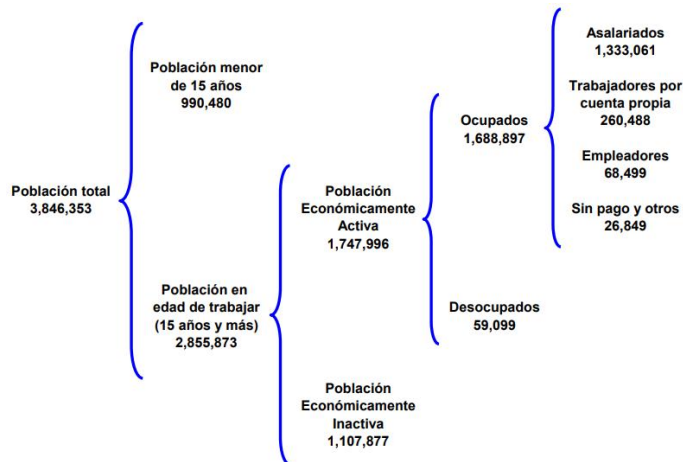 Población total
3,846,353
Población menor
de 15 años
990,480
Población en
edad de trabajar
(15 años y más)
2,855,873
Población
Económicamente
Activa
1,747,996
Población
Económicamente
Inactiva
1,107,877
Ocupados
1,688,897
Desocupados
59,099
Asalariados
1,333,061
Trabajadores por
cuenta propia
260,488
Empleadores
68,499
Sin pago y otros
26,849